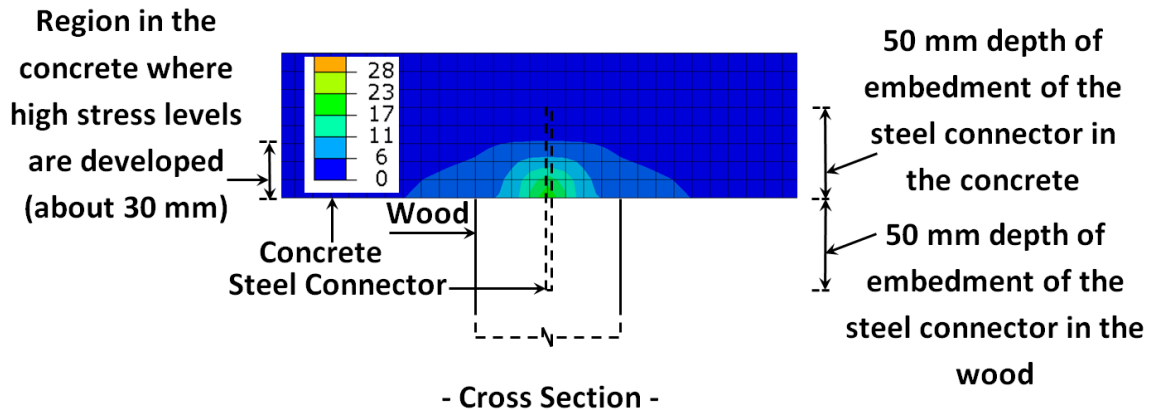 Region in the
concrete where
high stress levels
are developed
(about 30 mm)
28
23
17
11
6
0
50 mm depth of
embedment of the
steel connector in
the concrete
Wood
Concrete
Steel Connector
50 mm depth of
embedment of the
steel connector in the
wood
- Cross Section -